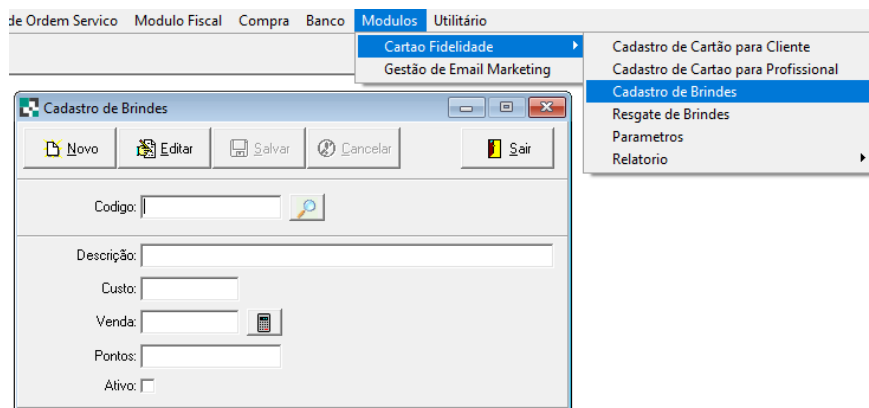 de Ordem Servico Modulo Fiscal Compra Banco Modulos Utilitário
Cartao Fidelidade
Gestão de Email Marketing
Cadastro de Cartão para Cliente
Cadastro de Cartao para Profissional
Cadastro de Brindes
Resgate de Brindes
Parametros
Relatorio
Cadastro de Brindes
Novo Editar Salvar Cancelar Sair
Codigo:
Descrição:
Custo:
Venda:
Pontos:
Ativo: